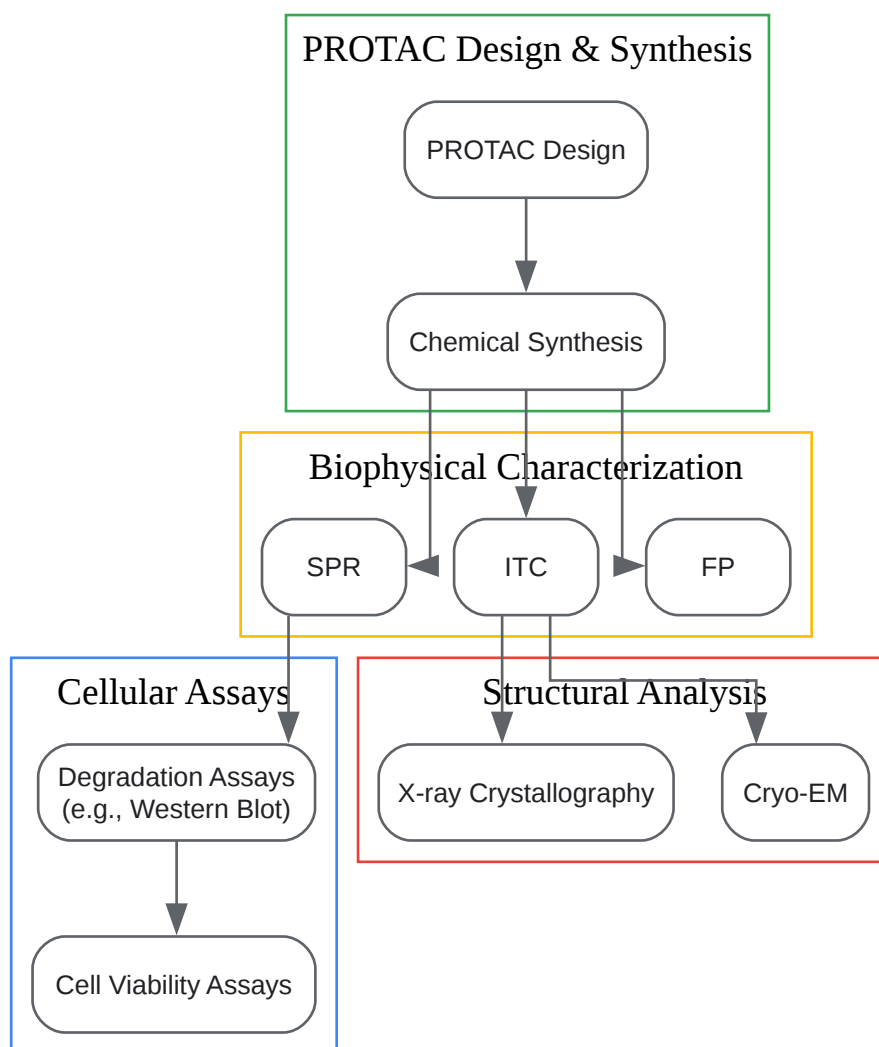 PROTAC Design & Synthesis
PROTAC Design
Chemical Synthesis
Biophysical Characterization
SPR
ITC
FP
Cellular Assays
Structural Analysis
Degradation Assays
(e.g., Western Blot)
X-ray Crystallography
Cryo-EM
Cell Viability Assays